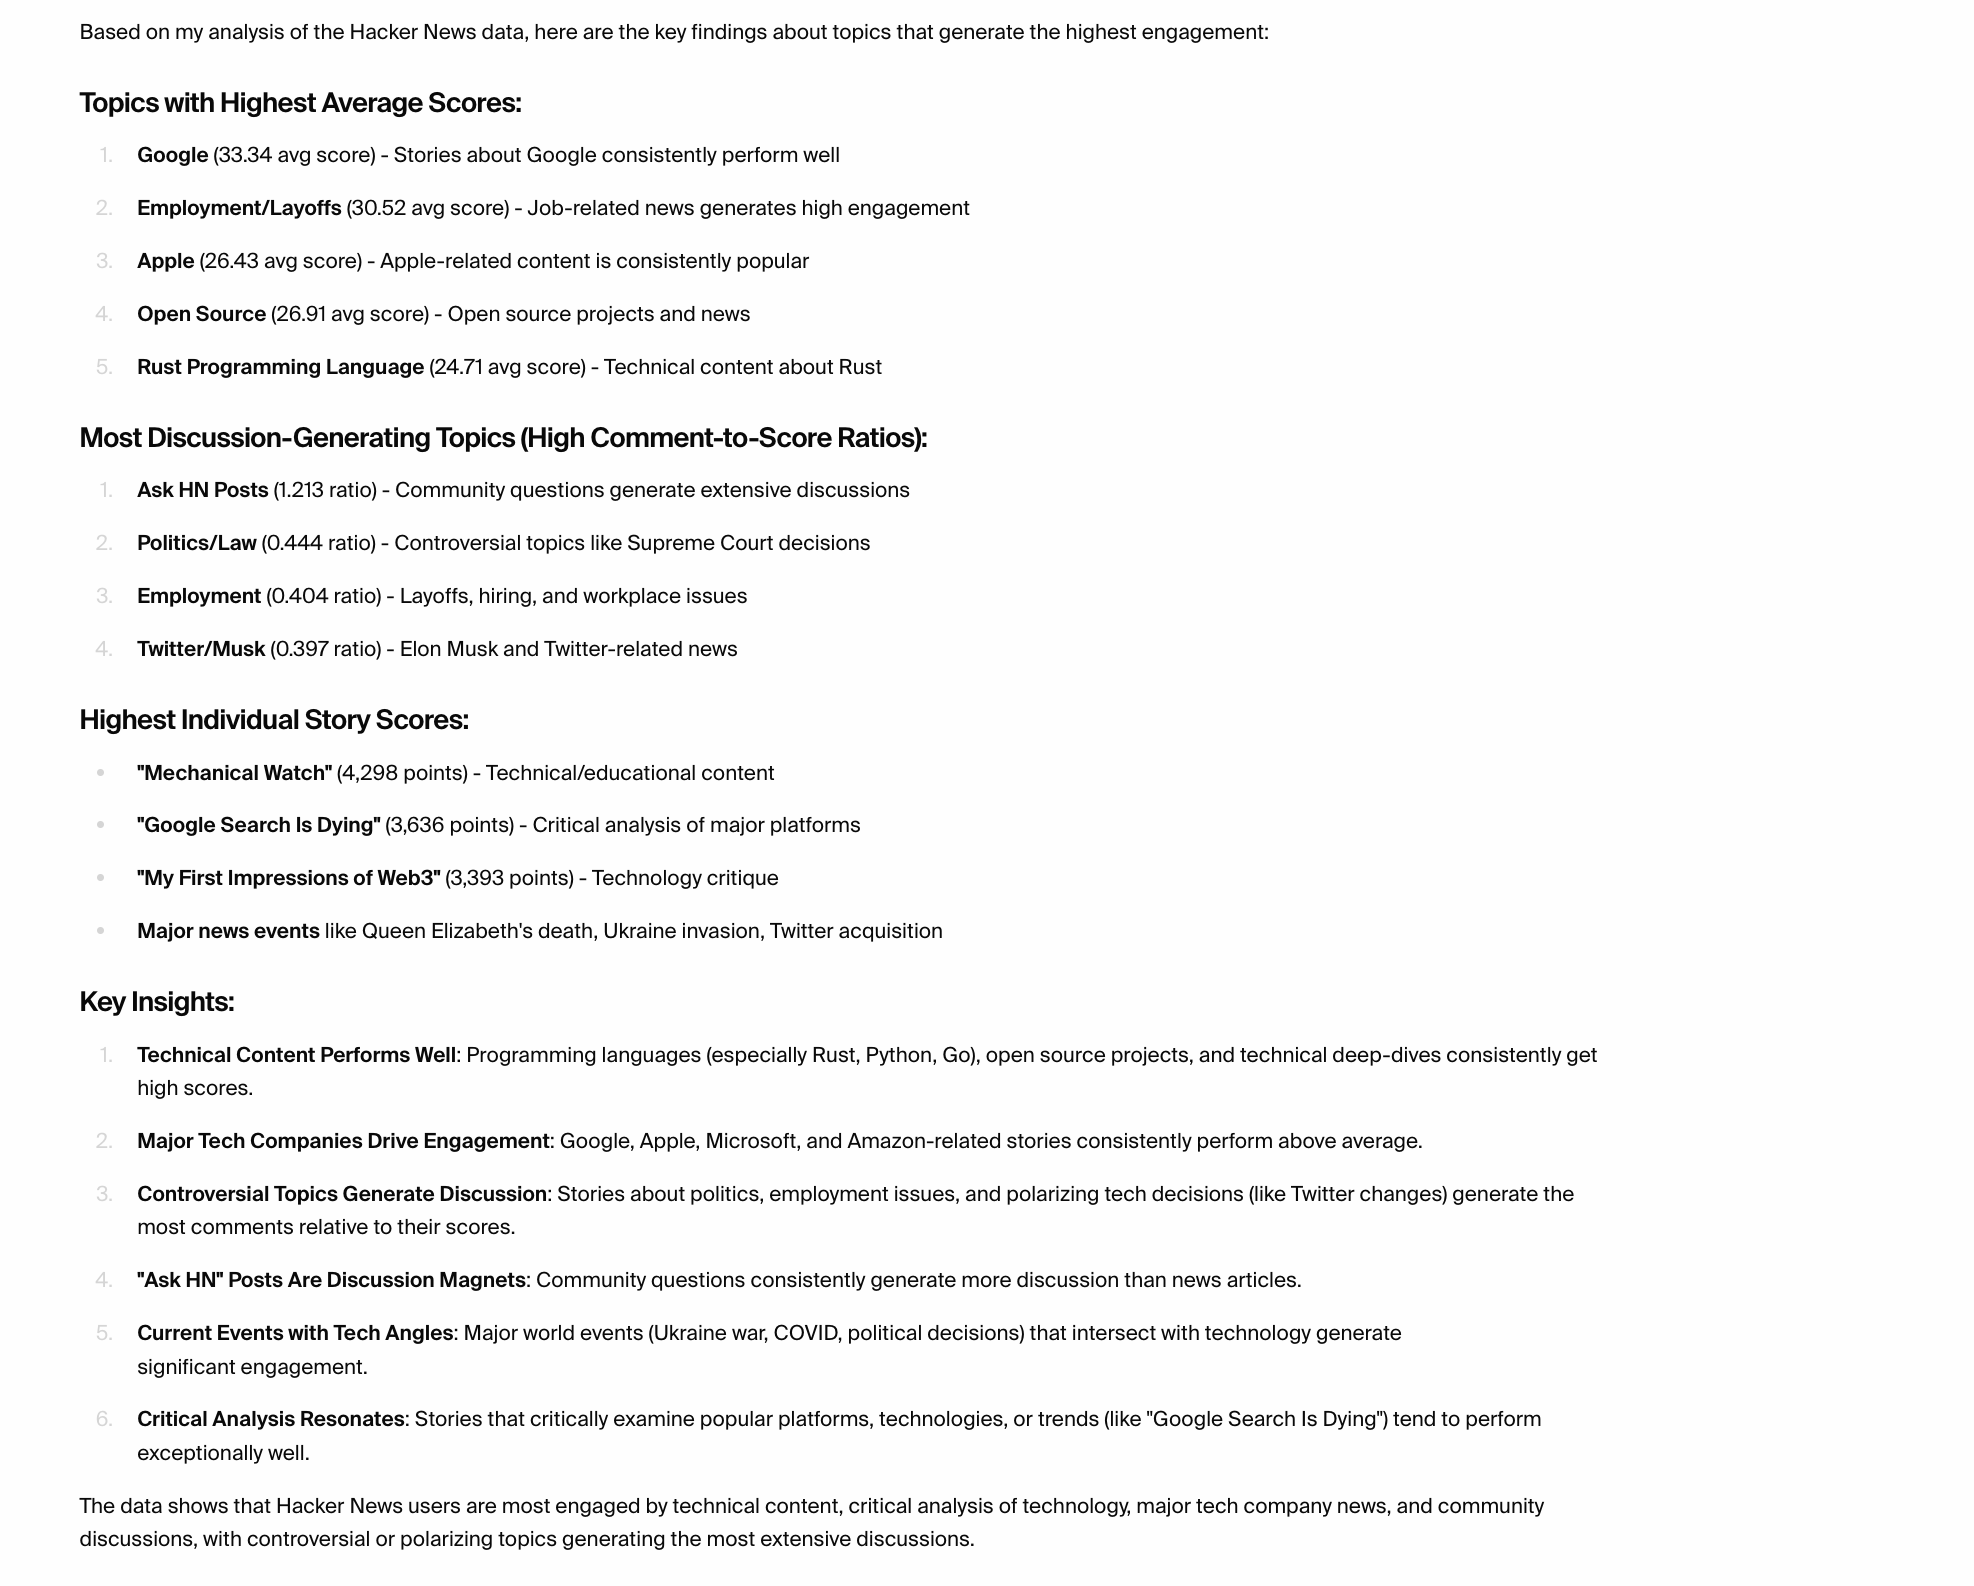 Based on my analysis of the Hacker News data, here are the key findings about topics that generate the highest engagement:
Topics with Highest Average Scores:
1. Google (33.34 avg score) - Stories about Google consistently perform well
2. Employment/Layoffs (30.52 avg score) - Job-related news generates high engagement
3. Apple (26.43 avg score) - Apple-related content is consistently popular
4. Open Source (26.91 avg score) - Open source projects and news
5. Rust Programming Language (24.71 avg score) - Technical content about Rust
Most Discussion-Generating Topics (High Comment-to-Score Ratios):
1. Ask HN Posts (1.213 ratio) - Community questions generate extensive discussions
2. Politics/Law (0.444 ratio) - Controversial topics like Supreme Court decisions
3. Employment (0.404 ratio) - Layoffs, hiring, and workplace issues
4. Twitter/Musk (0.397 ratio) - Elon Musk and Twitter-related news
Highest Individual Story Scores:
• "Mechanical Watch" (4,298 points) - Technical/educational content
• "Google Search Is Dying" (3,636 points) - Critical analysis of major platforms
• "My First Impressions of Web3" (3,393 points) - Technology critique
• Major news events like Queen Elizabeth's death, Ukraine invasion, Twitter acquisition
Key Insights:
1. Technical Content Performs Well: Programming languages (especially Rust, Python, Go), open source projects, and technical deep-dives consistently get
high scores.
2. Major Tech Companies Drive Engagement: Google, Apple, Microsoft, and Amazon-related stories consistently perform above average.
3. Controversial Topics Generate Discussion: Stories about politics, employment issues, and polarizing tech decisions (like Twitter changes) generate the
most comments relative to their scores.
4. "Ask HN" Posts Are Discussion Magnets: Community questions consistently generate more discussion than news articles.
5. Current Events with Tech Angles: Major world events (Ukraine war, COVID, political decisions) that intersect with technology generate
significant engagement.
6. Critical Analysis Resonates: Stories that critically examine popular platforms, technologies, or trends (like "Google Search Is Dying") tend to perform
exceptionally well.
The data shows that Hacker News users are most engaged by technical content, critical analysis of technology, major tech company news, and community
discussions, with controversial or polarizing topics generating the most extensive discussions.